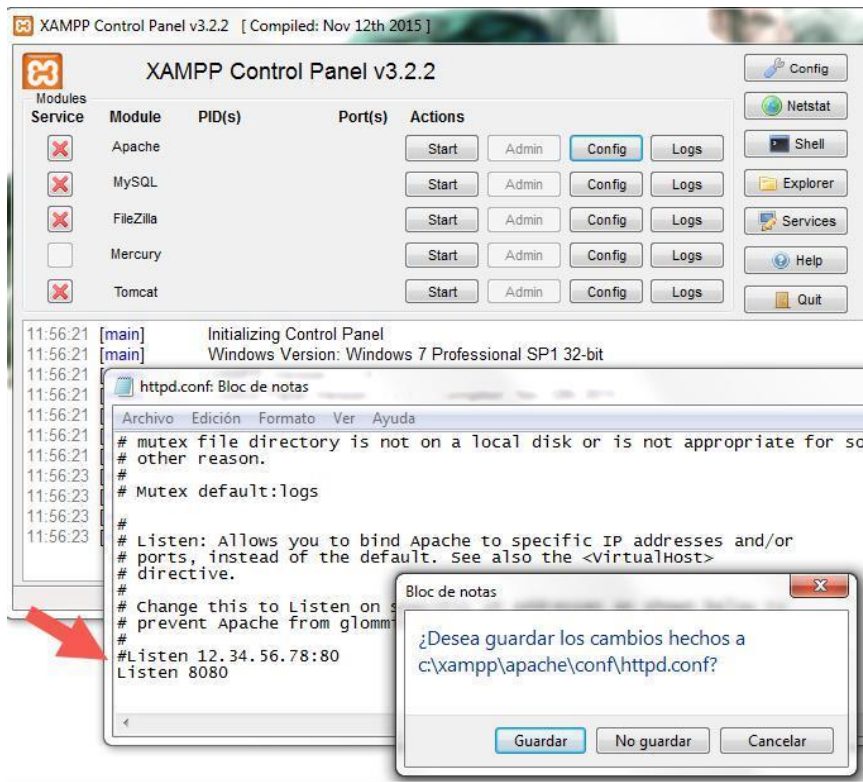 XAMPP Control Panel v3.2.2 [ Compiled: Nov 12th 2015 ]
XAMPP Control Panel v3.2.2
Config
Modules
Service Module PID(s) Port(s) Actions
Netstat
Apache Start Admin Config Logs
Shell
MySQL Start Admin Config Logs
Explorer
FileZilla Start Admin Config Logs
Services
Mercury Start Admin Config Logs
Help
Tomcat Start Admin Config Logs
Quit
11:56:21 [main] Initializing Control Panel
11:56:21 [main] Windows Version: Windows 7 Professional SP1 32-bit
11:56:21 [
11:56:21 [
11:56:21 [
11:56:21 [
11:56:21 [
11:56:23 [
11:56:23 [
11:56:23 [
11:56:23 [
httpd.conf: Bloc de notas
Archivo Edición Formato Ver Ayuda
# mutex file directory is not on a local disk or is not appropriate for
# other reason.
#
# Mutex default:logs
#
# Listen: Allows you to bind Apache to specific IP addresses and/or
# ports, instead of the default. See also the <VirtualHost>
# directive.
#
# Change this to Listen on
# prevent Apache from
#
#Listen 12.34.56.78:80
Listen 8080
Bloc de notas
¿Desea guardar los cambios hechos a
c:\xampp\apache\conf\httpd.conf?
Guardar No guardar Cancelar